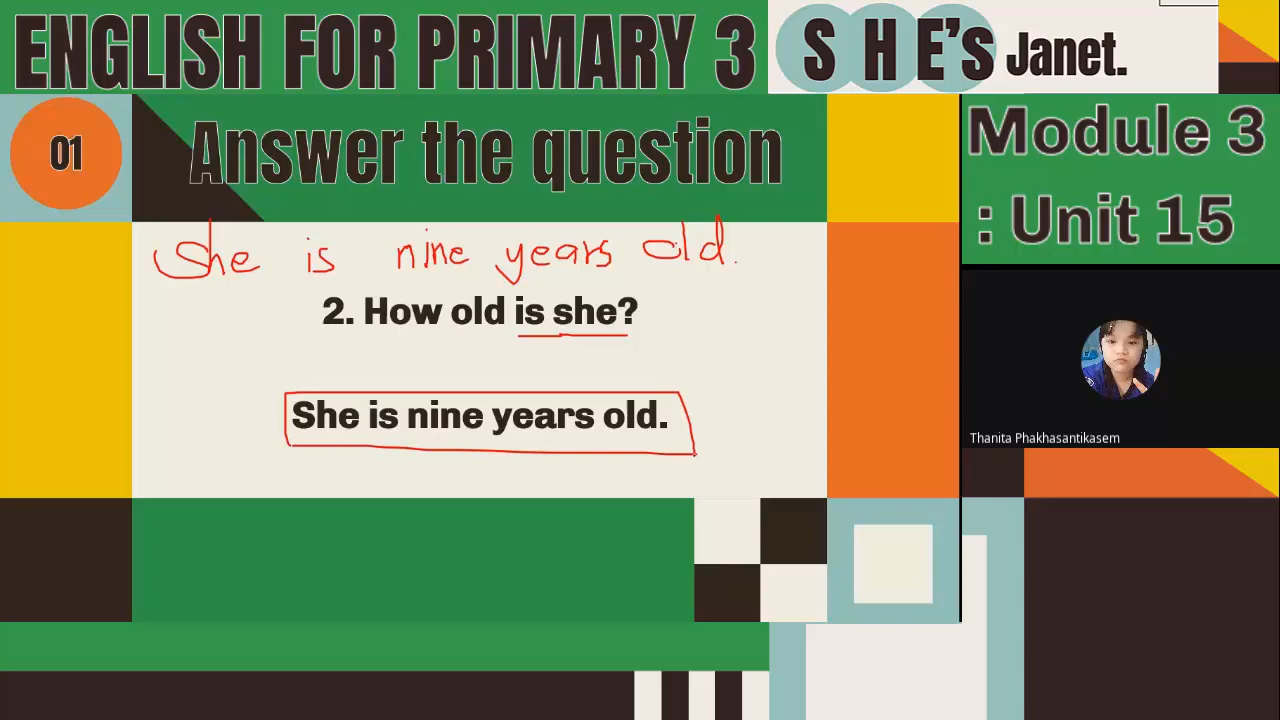 ENGLISH FOR PRIMARY 3
SHE's Janet.
01
Answer the question
Module 3
: Unit 15
She is nine years old.
2. How old is she?
She is nine years old.
Thanita Phakhasantikasem